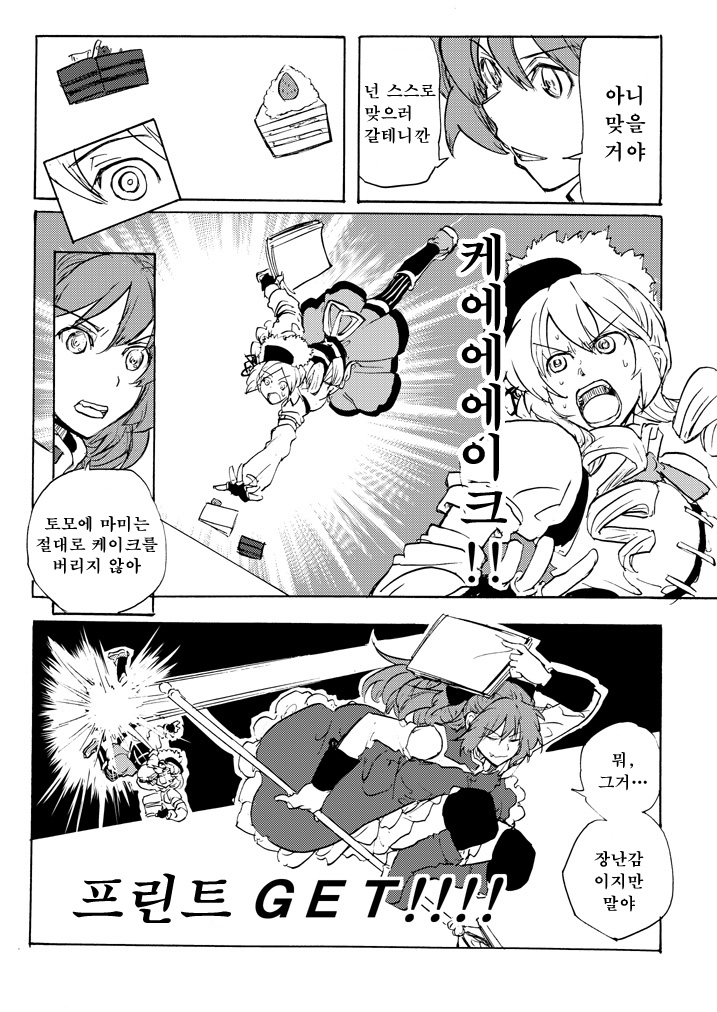 아니
맞을
거야
넌 스스로
맞으러
갈테니깐
케에에에에이크!!
토모에 마미는
절대로 케이크를
버리지 않아
뭐,
그거…
장난감
이지만
말야
프린트 GET!!!!